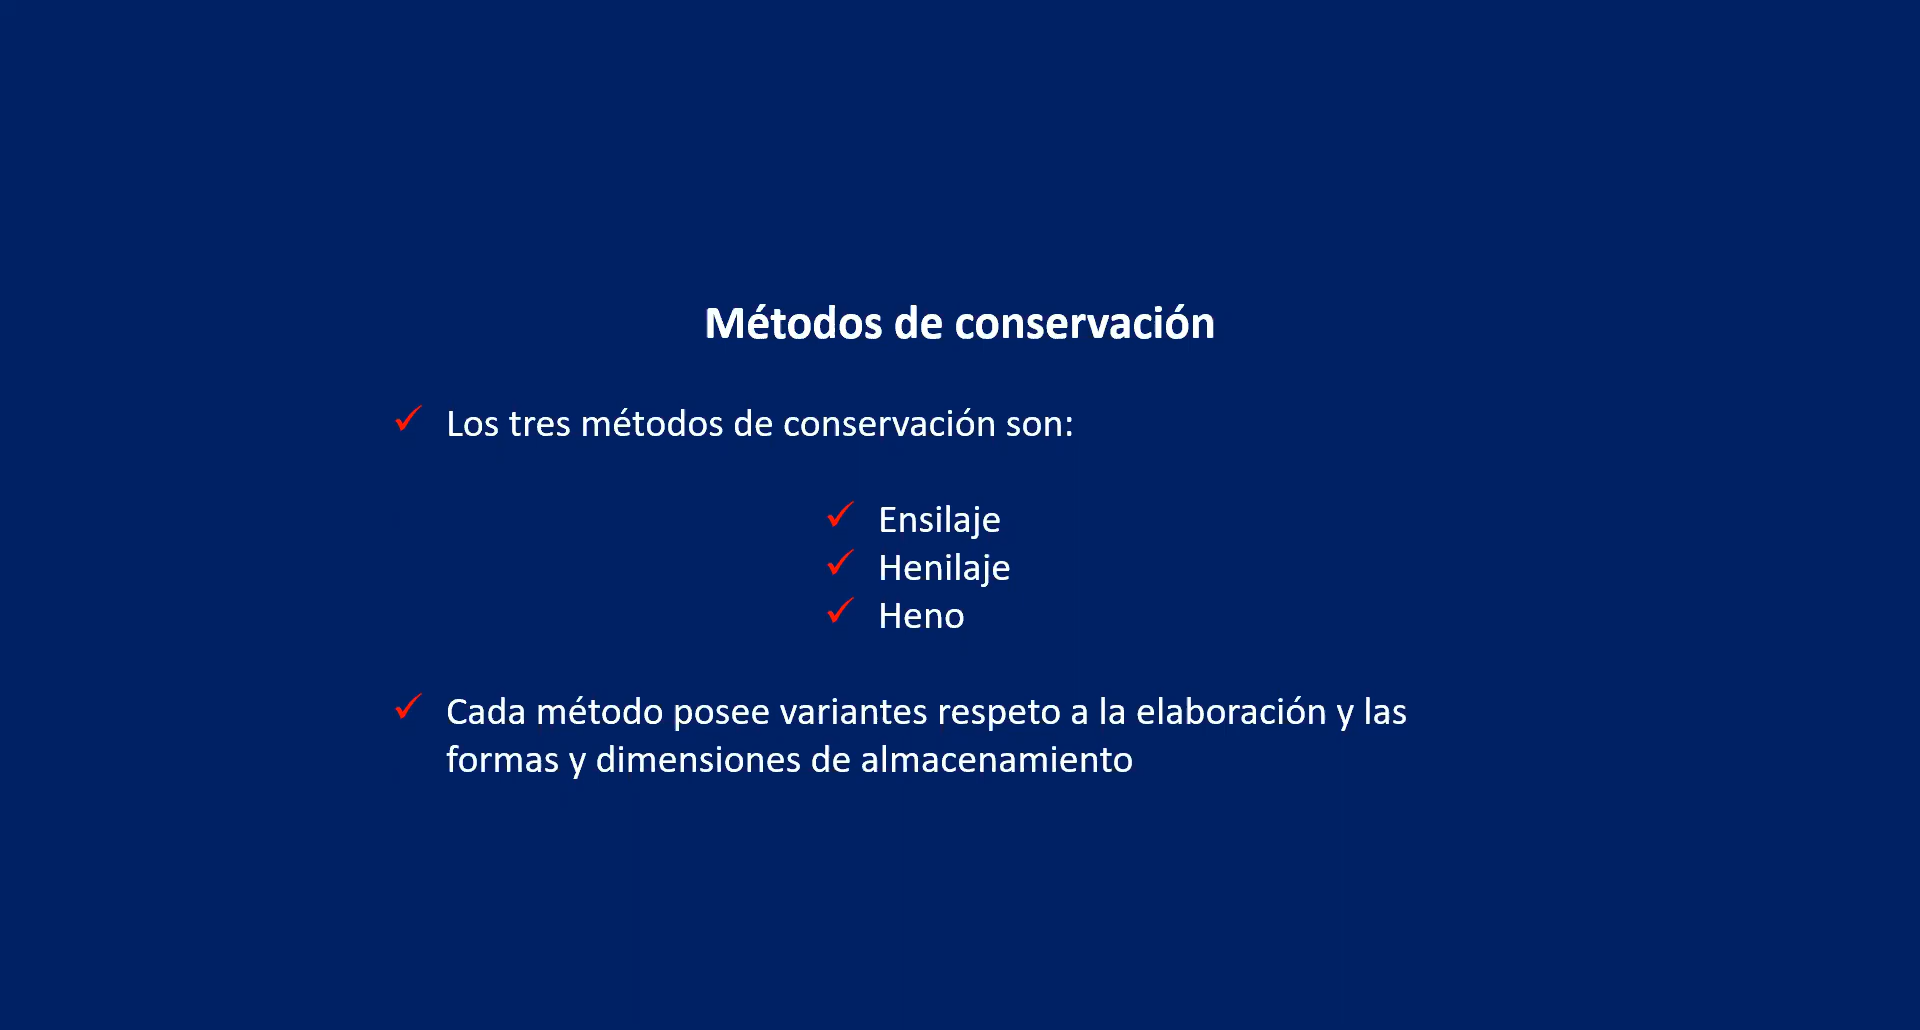 Métodos de conservación
✓ Los tres métodos de conservación son:
✓ Ensilaje
✓ Henilaje
✓ Heno
✓ Cada método posee variantes respeto a la elaboración y las
formas y dimensiones de almacenamiento